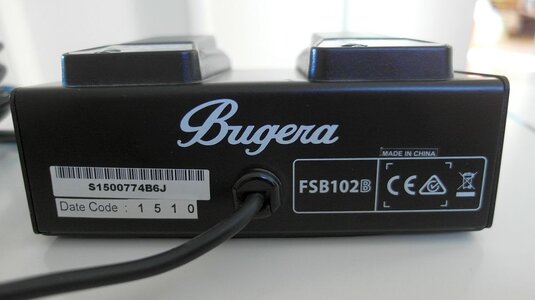 Bugera
S1500774B6J
Date Code : 1 5 1 0
MADE IN CHINA
FSB102B
CE